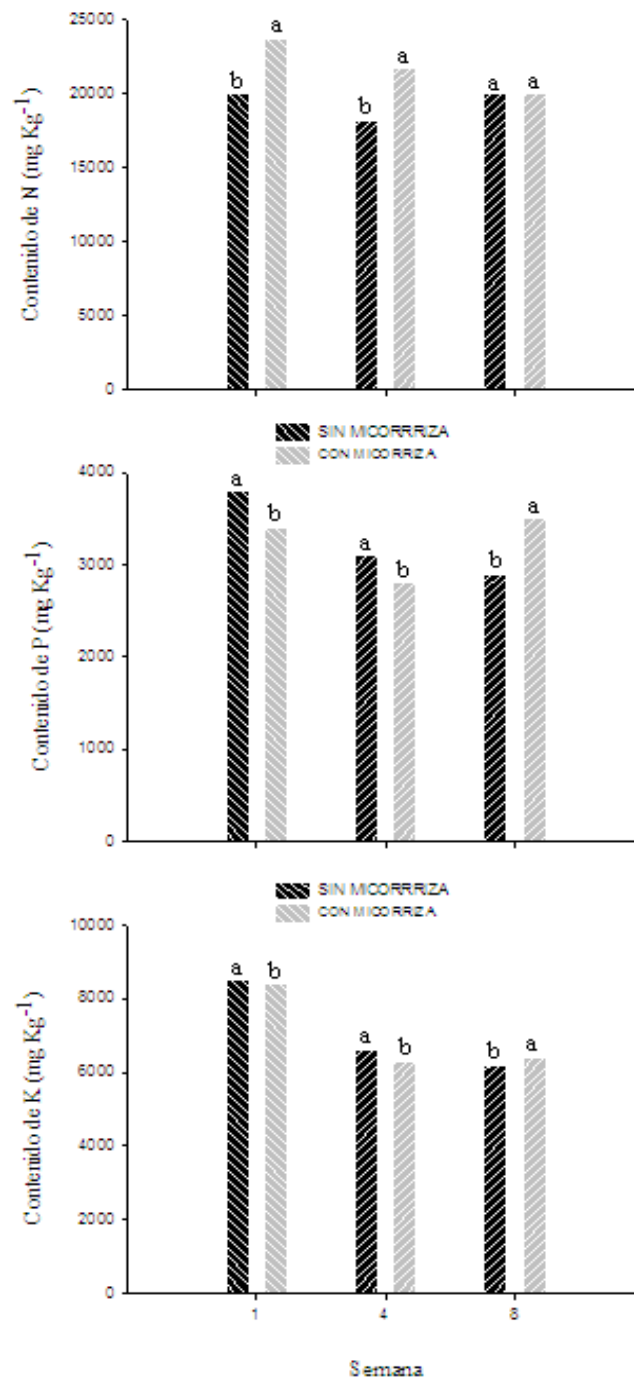 25000
a
a
20000
b
a
a
b
15000
10000
5000
0
Contenido de N (mg Kg-1)
SIN MICORRRIZA
CON MICORRIZA
4000
a
a
b
a
b
b
3000
2000
1000
0
Contenido de P (mg Kg-1)
SIN MICORRRIZA
CON MICORRIZA
10000
a
b
8000
a
b
b
a
6000
4000
2000
0
Contenido de K (mg Kg-1)
1
4
8
Semana